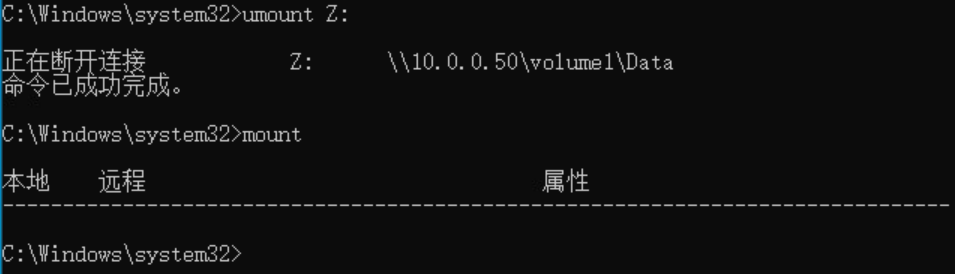 C:\Windows\system32>umount Z:
正在断开连接 Z: \\10.0.0.50\volume1\Data
命令已成功完成。
C:\Windows\system32>mount
本地 远程 属性
-------------------------------------------------------------------------------
C:\Windows\system32>